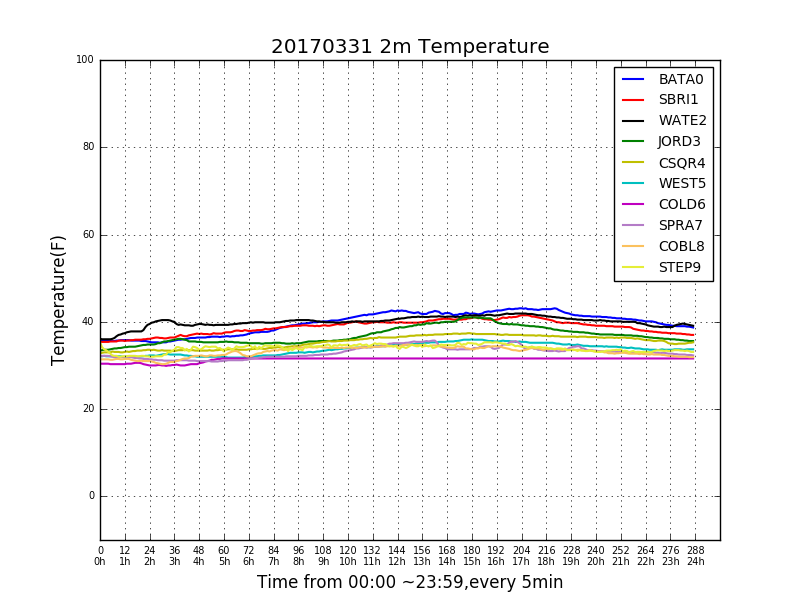 20170331 2m Temperature
100
80
60
40
20
0
Temperature(F)
BATA0
SBRI1
WATE2
JORD3
CSQR4
WEST5
COLD6
SPRA7
COBL8
STEP9
0 12 24 36 48 60 72 84 96 108 120 132 144 156 168 180 192 204 216 228 240 252 264 276 288
0h 1h 2h 3h 4h 5h 6h 7h 8h 9h 10h 11h 12h 13h 14h 15h 16h 17h 18h 19h 20h 21h 22h 23h 24h
Time from 00:00 ~23:59,every 5min